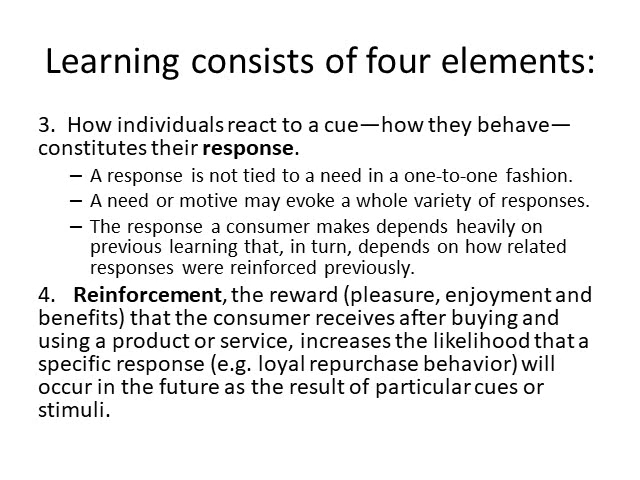 Learning consists of four elements:
3. How individuals react to a cue—how they behave—
constitutes their response.
– A response is not tied to a need in a one-to-one fashion.
– A need or motive may evoke a whole variety of responses.
– The response a consumer makes depends heavily on
previous learning that, in turn, depends on how related
responses were reinforced previously.
4. Reinforcement, the reward (pleasure, enjoyment and
benefits) that the consumer receives after buying and
using a product or service, increases the likelihood that a
specific response (e.g. loyal repurchase behavior) will
occur in the future as the result of particular cues or
stimuli.